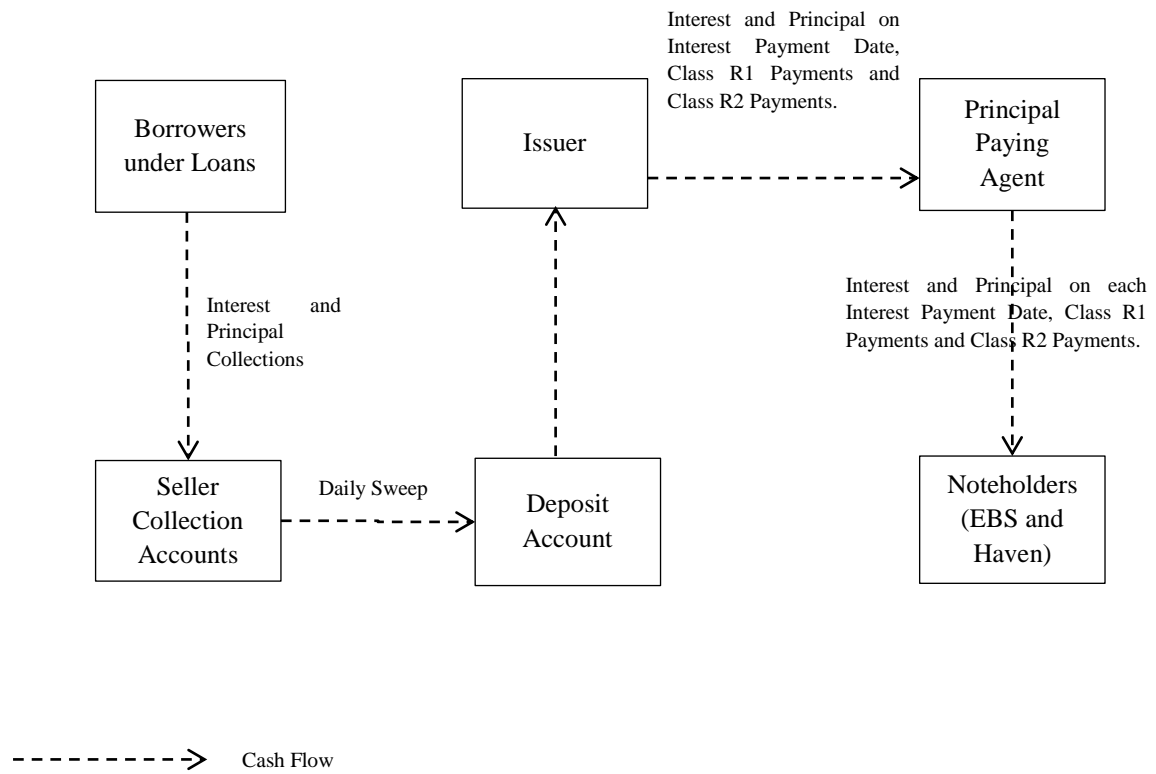 Interest and Principal on
Interest Payment Date,
Class R1 Payments and
Class R2 Payments.
Borrowers
under Loans
Issuer
Principal
Paying
Agent
Interest and
Principal
Collections
Interest and Principal on each
Interest Payment Date, Class R1
Payments and Class R2 Payments.
Seller
Collection
Accounts
Daily Sweep
Deposit
Account
Noteholders
(EBS and
Haven)
Cash Flow